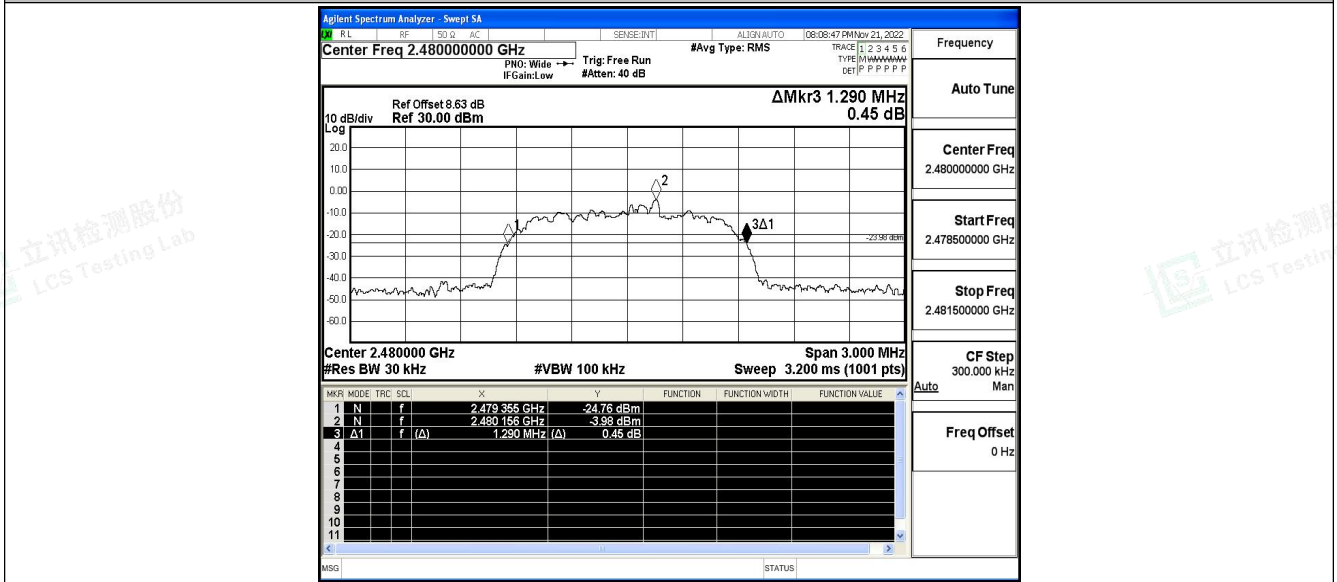 Agilent Spectrum Analyzer - Swept SA
LXI RL RF 50 Ω AC SENSE:INT ALIGN AUTO 08:08:47 PM Nov 21, 2022
Center Freq 2.480000000 GHz
PNO: Wide
IFGain:Low
Trig: Free Run
#Atten: 40 dB
#Avg Type: RMS
TRACE 1 2 3 4 5 6
TYPE M WWWWW
DET P P P P P P
Frequency
Auto Tune
Center Freq
2.480000000 GHz
Start Freq
2.478500000 GHz
Stop Freq
2.481500000 GHz
CF Step
300.000 kHz
Auto Man
Freq Offset
0 Hz
ΔMkr3 1.290 MHz
0.45 dB
Ref Offset 8.63 dB
10 dB/div Ref 30.00 dBm
Log
20.0
10.0
0.00
-10.0
-20.0
-30.0
-40.0
-50.0
-60.0
1
2
3Δ1
-23.98 dBm
Center 2.480000 GHz Span 3.000 MHz
#Res BW 30 kHz #VBW 100 kHz Sweep 3.200 ms (1001 pts)
MKR MODE TRC SCL X Y FUNCTION FUNCTION WIDTH FUNCTION VALUE
1 N f 2.479 355 GHz -24.76 dBm
2 N f 2.480 156 GHz -3.98 dBm
3 Δ1 f (Δ) 1.290 MHz (Δ) 0.45 dB
4
5
6
7
8
9
10
11
MSG STATUS
立讯检测股份
LCS Testing Lab
立讯检测股
LCS Testin